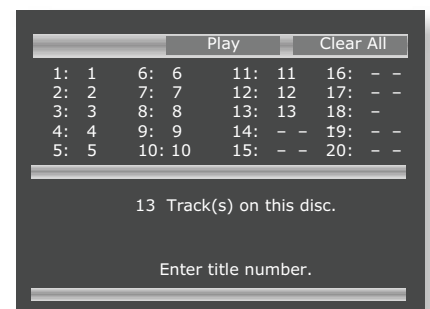 Play Clear All
1: 1 6: 6 11: 11 16: – –
2: 2 7: 7 12: 12 17: – –
3: 3 8: 8 13: 13 18: –
4: 4 9: 9 14: – – 19: – –
5: 5 10: 10 15: – – 20: – –
13 Track(s) on this disc.
Enter title number.